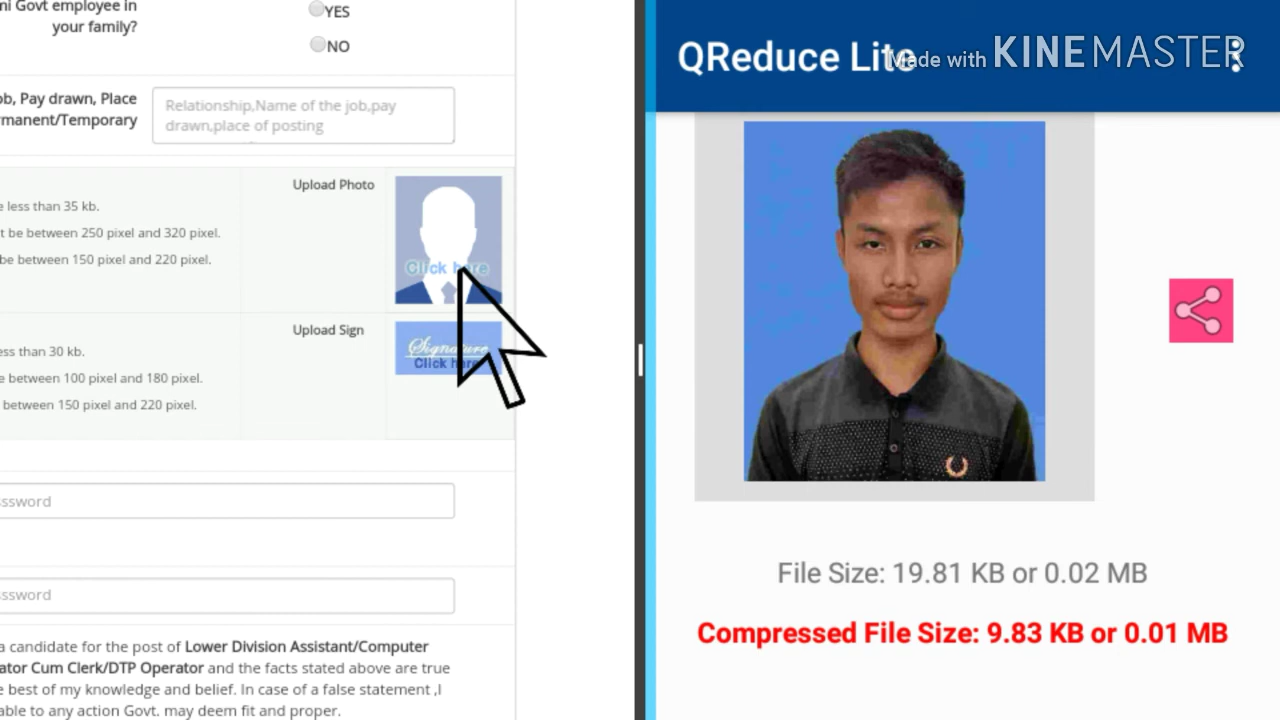 mi Govt employee in
your family?
YES
NO
ob, Pay drawn, Place
rmanent/Temporary
Relationship,Name of the job,pay
drawn,place of posting
Upload Photo
e less than 35 kb.
t be between 250 pixel and 320 pixel.
be between 150 pixel and 220 pixel.
Click here
Upload Sign
ess than 30 kb.
e between 100 pixel and 180 pixel.
between 150 pixel and 220 pixel.
Signature
Click here
ssword
ssword
a candidate for the post of Lower Division Assistant/Computer
ator Cum Clerk/DTP Operator and the facts stated above are true
e best of my knowledge and belief. In case of a false statement ,I
able to any action Govt. may deem fit and proper.
QReduce Lite
Made with KINEMASTER
File Size: 19.81 KB or 0.02 MB
Compressed File Size: 9.83 KB or 0.01 MB